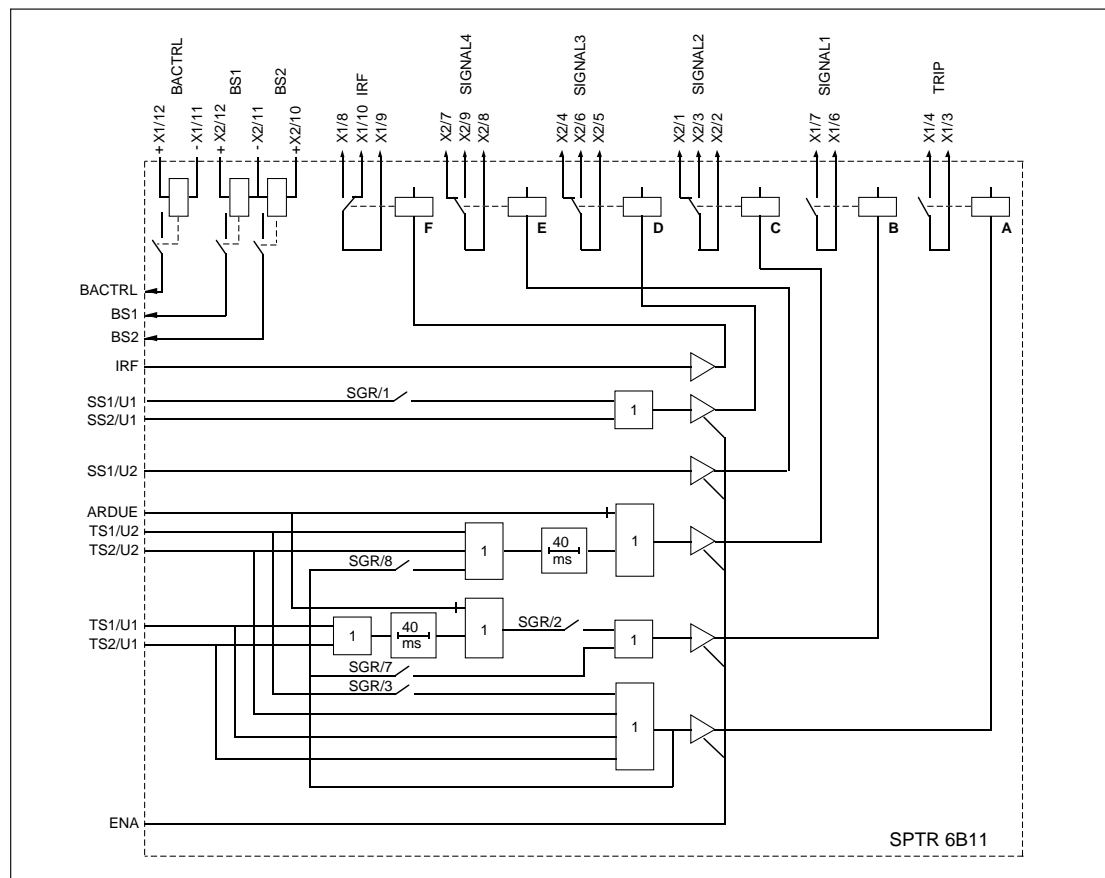 BACTRL
BS1
BS2
IRF
SIGNAL4
SIGNAL3
SIGNAL2
SIGNAL1
TRIP
+ X1/12
- X1/11
+ X2/12
- X2/11
+X2/10
X1/8
X1/10
X1/9
X2/7
X2/9
X2/8
X2/4
X2/6
X2/5
X2/1
X2/3
X2/2
X1/7
X1/6
X1/4
X1/3
F
E
D
C
B
A
BACTRL
BS1
BS2
IRF
SS1/U1
SGR/1
SS2/U1
1
SS1/U2
ARDUE
TS1/U2
TS2/U2
1
40
ms
1
SGR/8
TS1/U1
TS2/U1
1
40
ms
1
SGR/2
1
SGR/7
SGR/3
1
ENA
SPTR 6B11